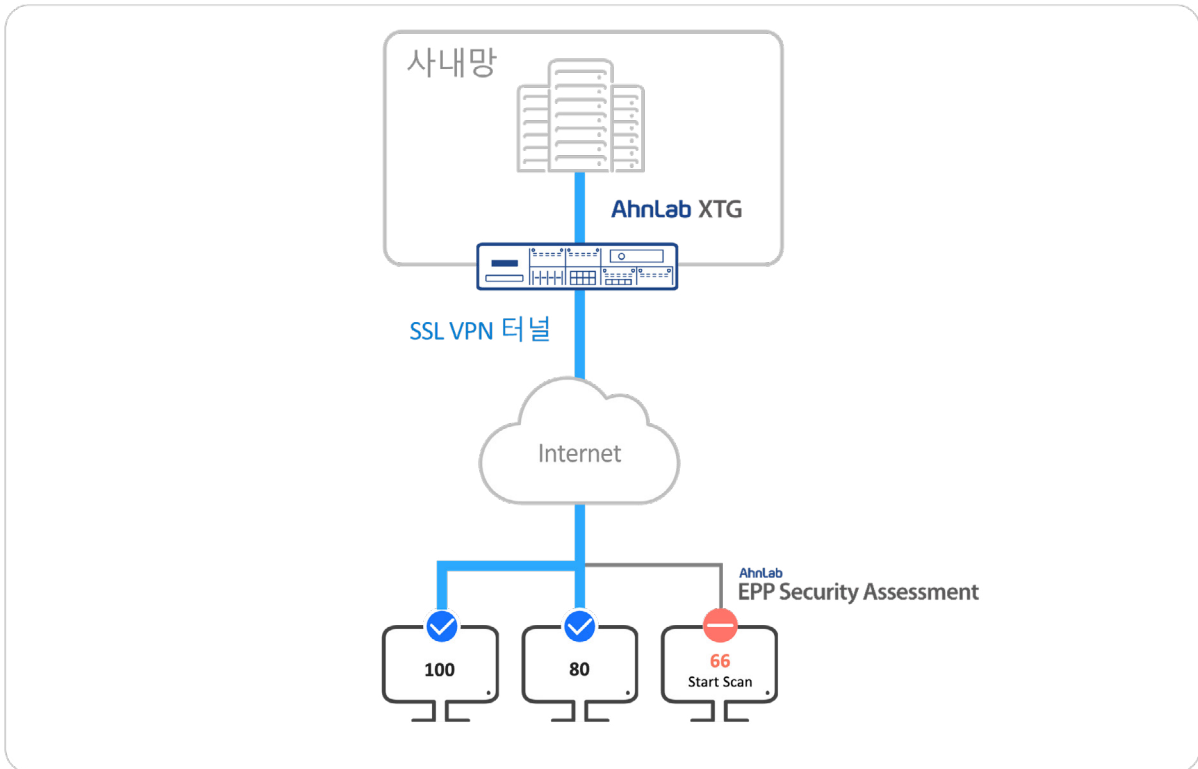 사내망
AhnLab XTG
SSL VPN 터널
Internet
AhnLab
EPP Security Assessment
100
80
66
Start Scan